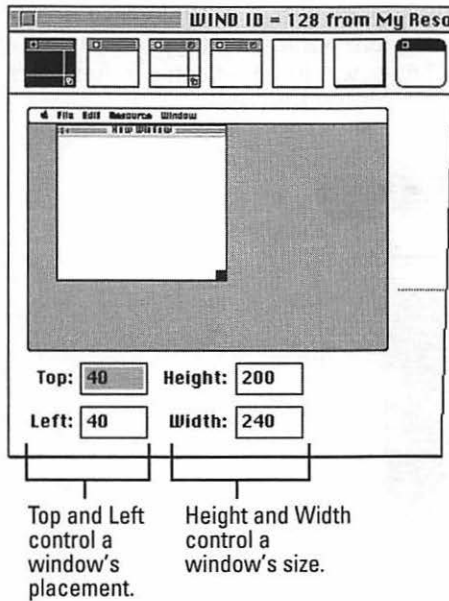 WIND ID = 128 from My Reso
File Edit Resource Window
New Window
Top: 40 Height: 200
Left: 40 Width: 240
Top and Left
control a
window's
placement.
Height and Width
control a
window's size.